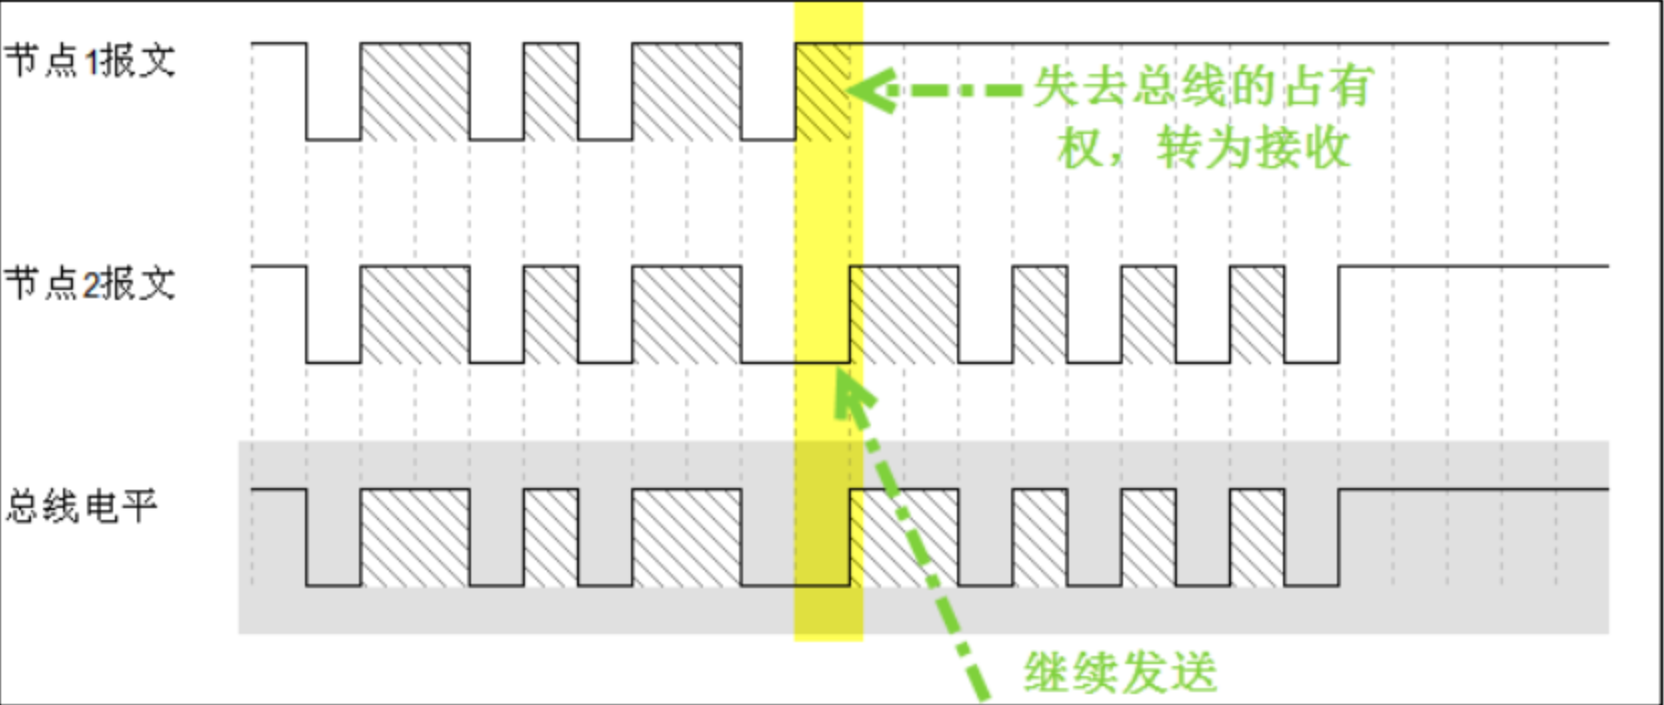 节点1报文
失去总线的占有
权，转为接收
节点2报文
总线电平
继续发送